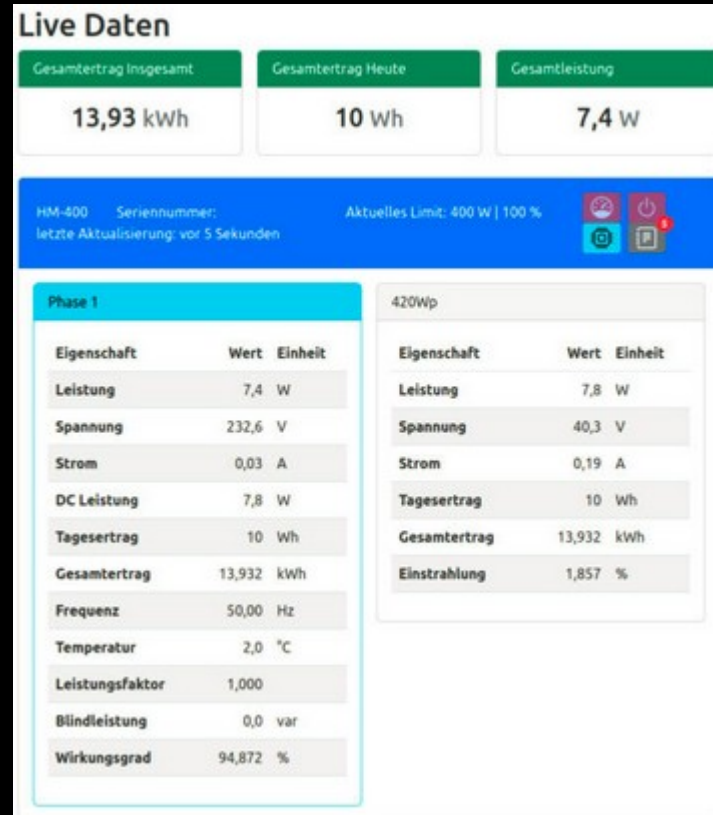 Live Daten
Gesamtertrag Insgesamt
13,93 kWh
Gesamtertrag Heute
10 Wh
Gesamtleistung
7,4 W
HM-400 Seriennummer: Aktuelles Limit: 400 W | 100 %
letzte Aktualisierung: vor 5 Sekunden
Phase 1
Eigenschaft Wert Einheit
Leistung 7,4 W
Spannung 232,6 V
Strom 0,03 A
DC Leistung 7,8 W
Tagesertrag 10 Wh
Gesamtertrag 13,932 kWh
Frequenz 50,00 Hz
Temperatur 2,0 °C
Leistungsfaktor 1,000
Blindleistung 0,0 var
Wirkungsgrad 94,872 %
420Wp
Eigenschaft Wert Einheit
Leistung 7,8 W
Spannung 40,3 V
Strom 0,19 A
Tagesertrag 10 Wh
Gesamtertrag 13,932 kWh
Einstrahlung 1,857 %